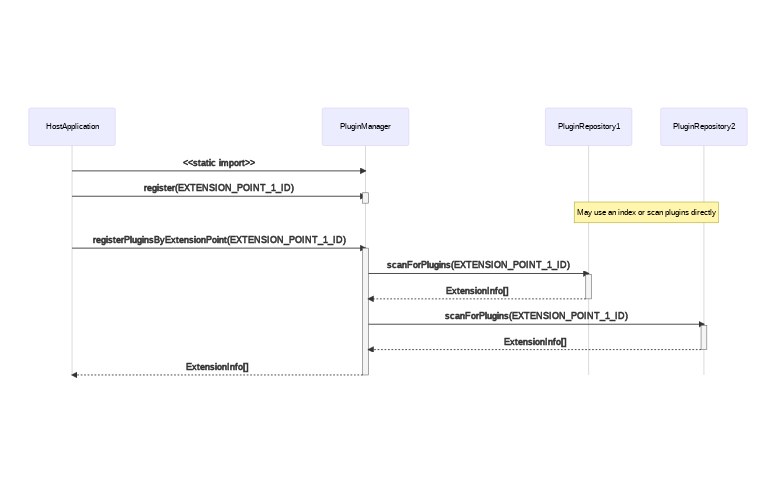 HostApplication
PluginManager
PluginRepository1
PluginRepository2
<<static import>>
register(EXTENSION_POINT_1_ID)
May use an index or scan plugins directly
registerPluginsByExtensionPoint(EXTENSION_POINT_1_ID)
scanForPlugins(EXTENSION_POINT_1_ID)
ExtensionInfo[]
scanForPlugins(EXTENSION_POINT_1_ID)
ExtensionInfo[]
ExtensionInfo[]